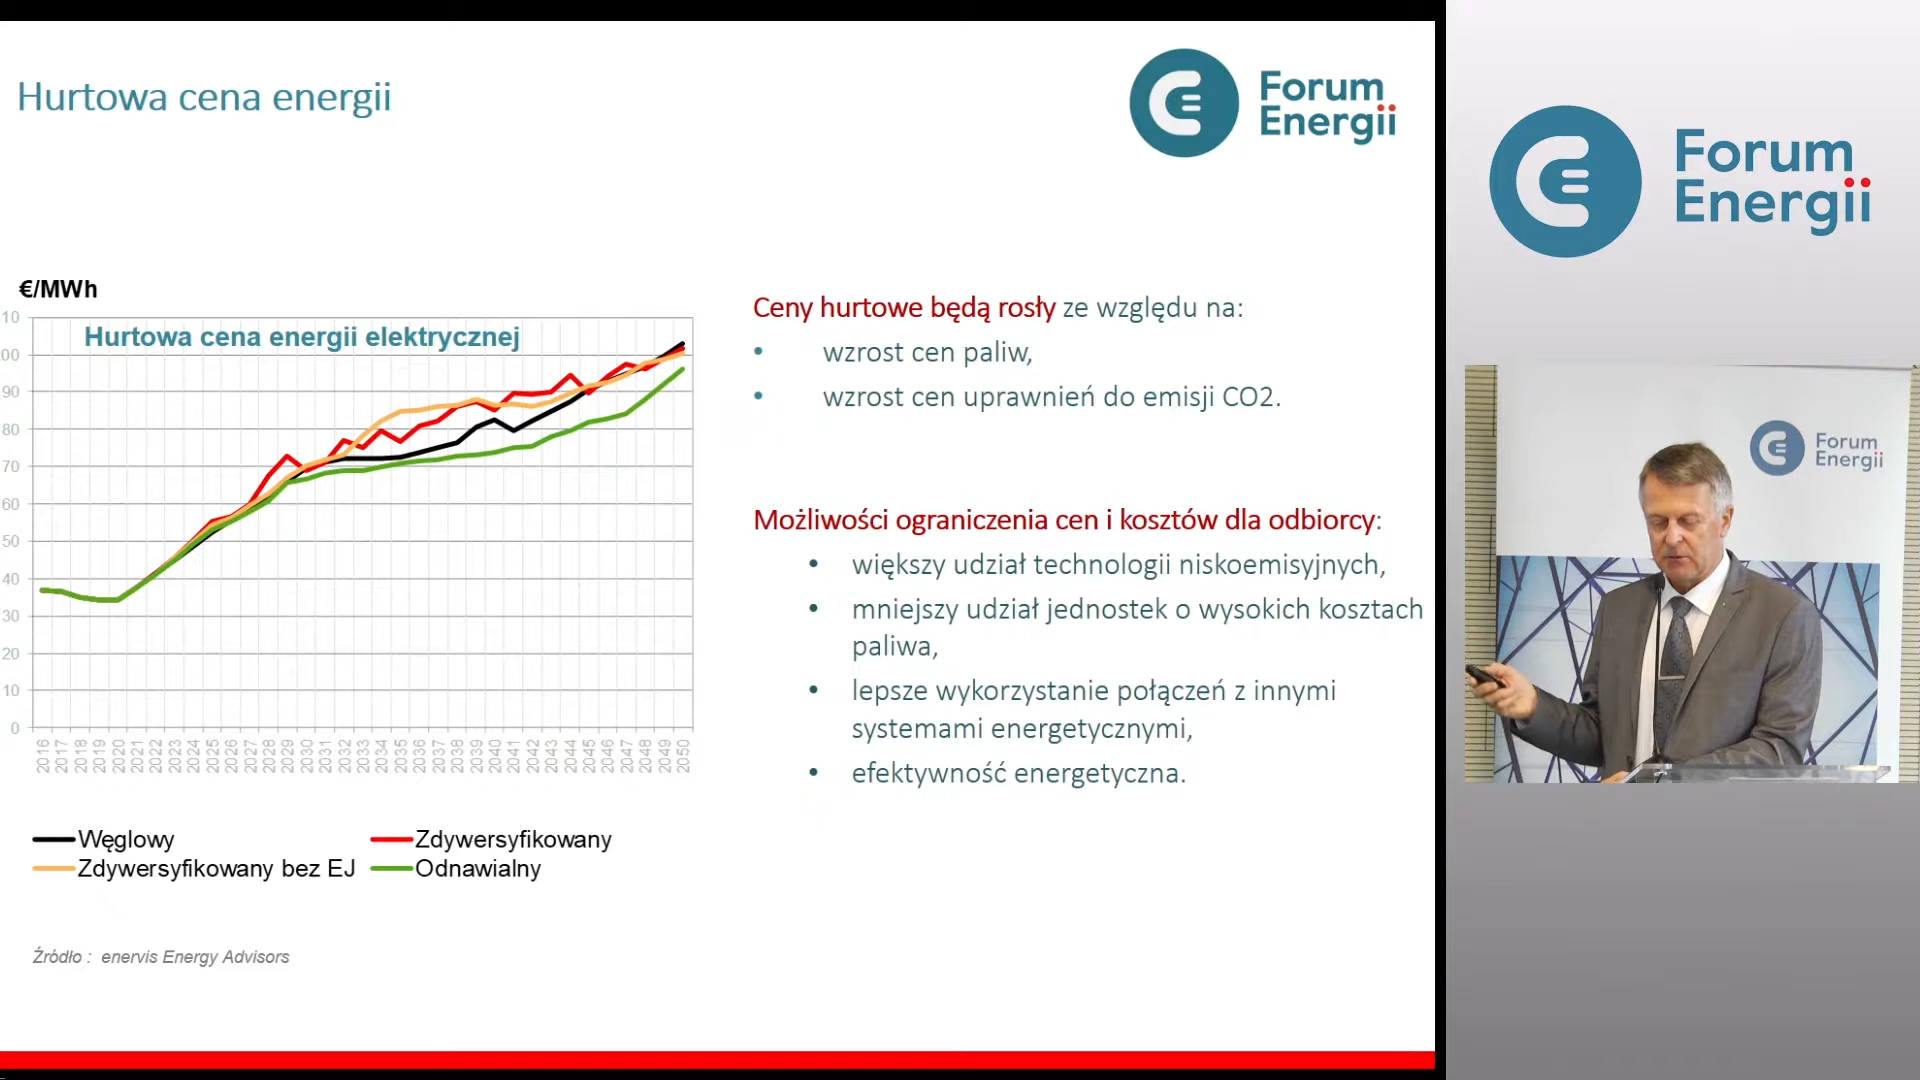 Hurtowa cena energii
Forum
Energii
€/MWh
Hurtowa cena energii elektrycznej
10
00
90
80
70
60
50
40
30
20
10
0
2016 2017 2018 2019 2020 2021 2022 2023 2024 2025 2026 2027 2028 2029 2030 2031 2032 2033 2034 2035 2036 2037 2038 2039 2040 2041 2042 2043 2044 2045 2046 2047 2048 2049 2050
Węglowy
Zdywersyfikowany
Zdywersyfikowany bez EJ
Odnawialny
Źródło : enervis Energy Advisors
Ceny hurtowe będą rosły ze względu na:
• wzrost cen paliw,
• wzrost cen uprawnień do emisji CO2.
Możliwości ograniczenia cen i kosztów dla odbiorcy:
• większy udział technologii niskoemisyjnych,
• mniejszy udział jednostek o wysokich kosztach
paliwa,
• lepsze wykorzystanie połączeń z innymi
systemami energetycznymi,
• efektywność energetyczna.
Forum
Energii
Forum
Energii